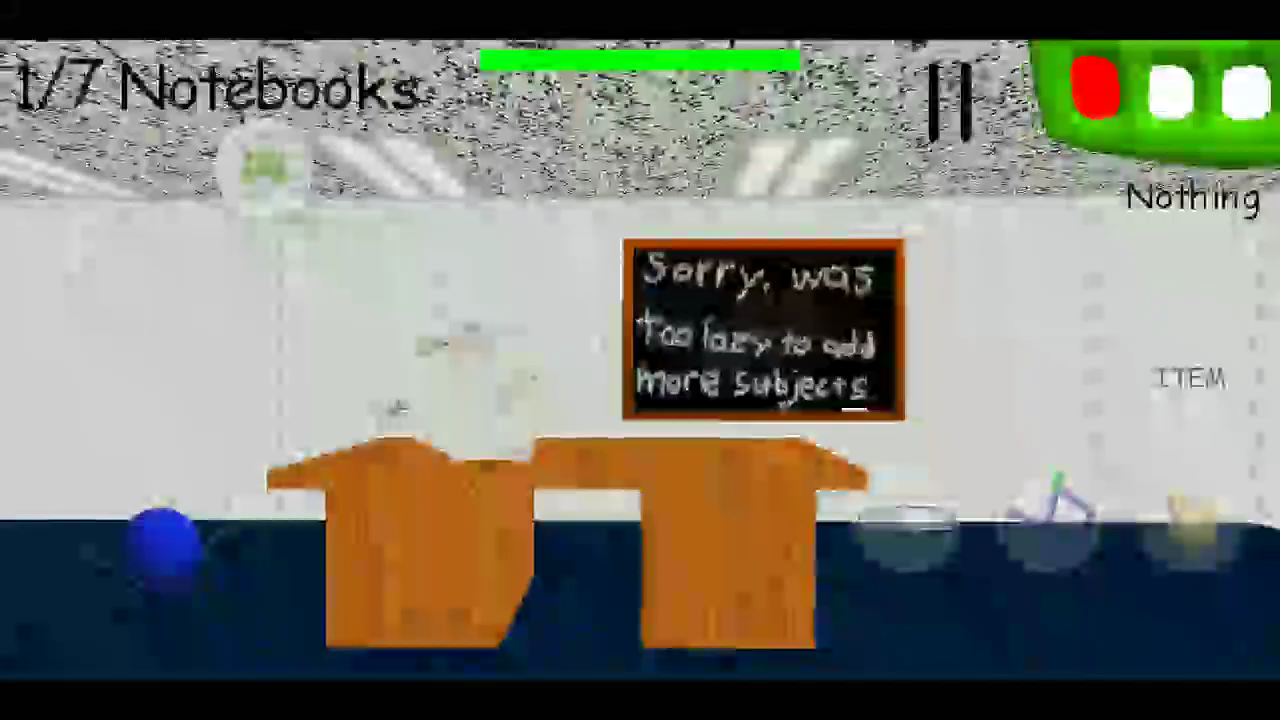 1/7 Notebooks
Nothing
Sorry, was
too lazy to add
more subjects.
ITEM